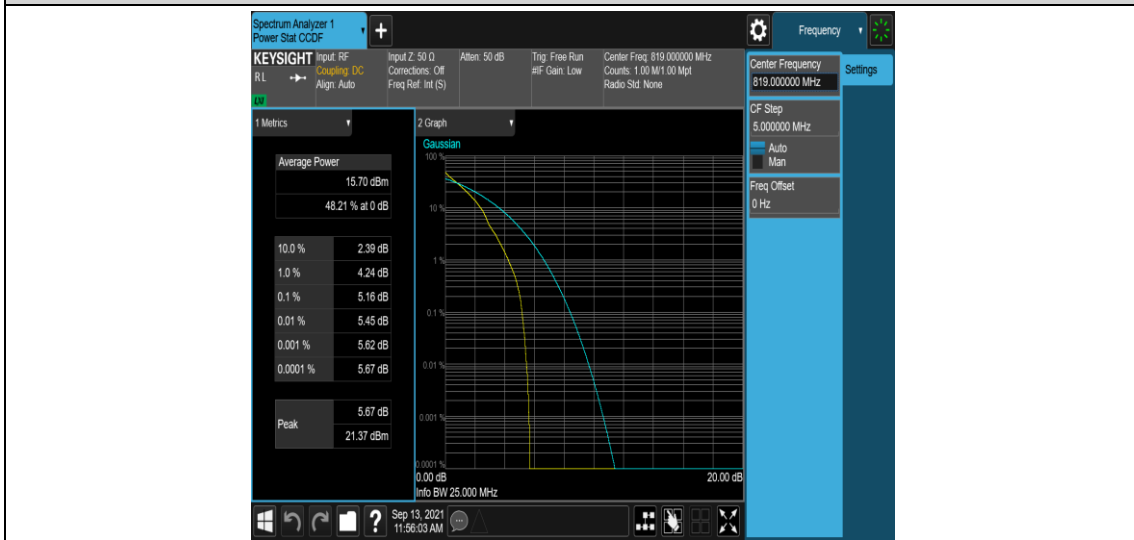 Spectrum Analyzer 1
Power Stat CCDF
Frequency
KEYSIGHT
RL
Input: RF
Coupling: DC
Align: Auto
Input Z: 50 Ω
Corrections: Off
Freq Ref: Int (S)
Atten: 50 dB
Trig: Free Run
#IF Gain: Low
Center Freq: 819.000000 MHz
Counts: 1.00 M/1.00 Mpt
Radio Std: None
Center Frequency
819.000000 MHz
Settings
CF Step
5.000000 MHz
Auto
Man
Freq Offset
0 Hz
1 Metrics
Average Power
15.70 dBm
48.21 % at 0 dB
10.0 % 2.39 dB
1.0 % 4.24 dB
0.1 % 5.16 dB
0.01 % 5.45 dB
0.001 % 5.62 dB
0.0001 % 5.67 dB
Peak
5.67 dB
21.37 dBm
2 Graph
Gaussian
100 %
10 %
1 %
0.1 %
0.01 %
0.001 %
0.0001 %
0.00 dB 20.00 dB
Info BW 25.000 MHz
Sep 13, 2021
11:56:03 AM